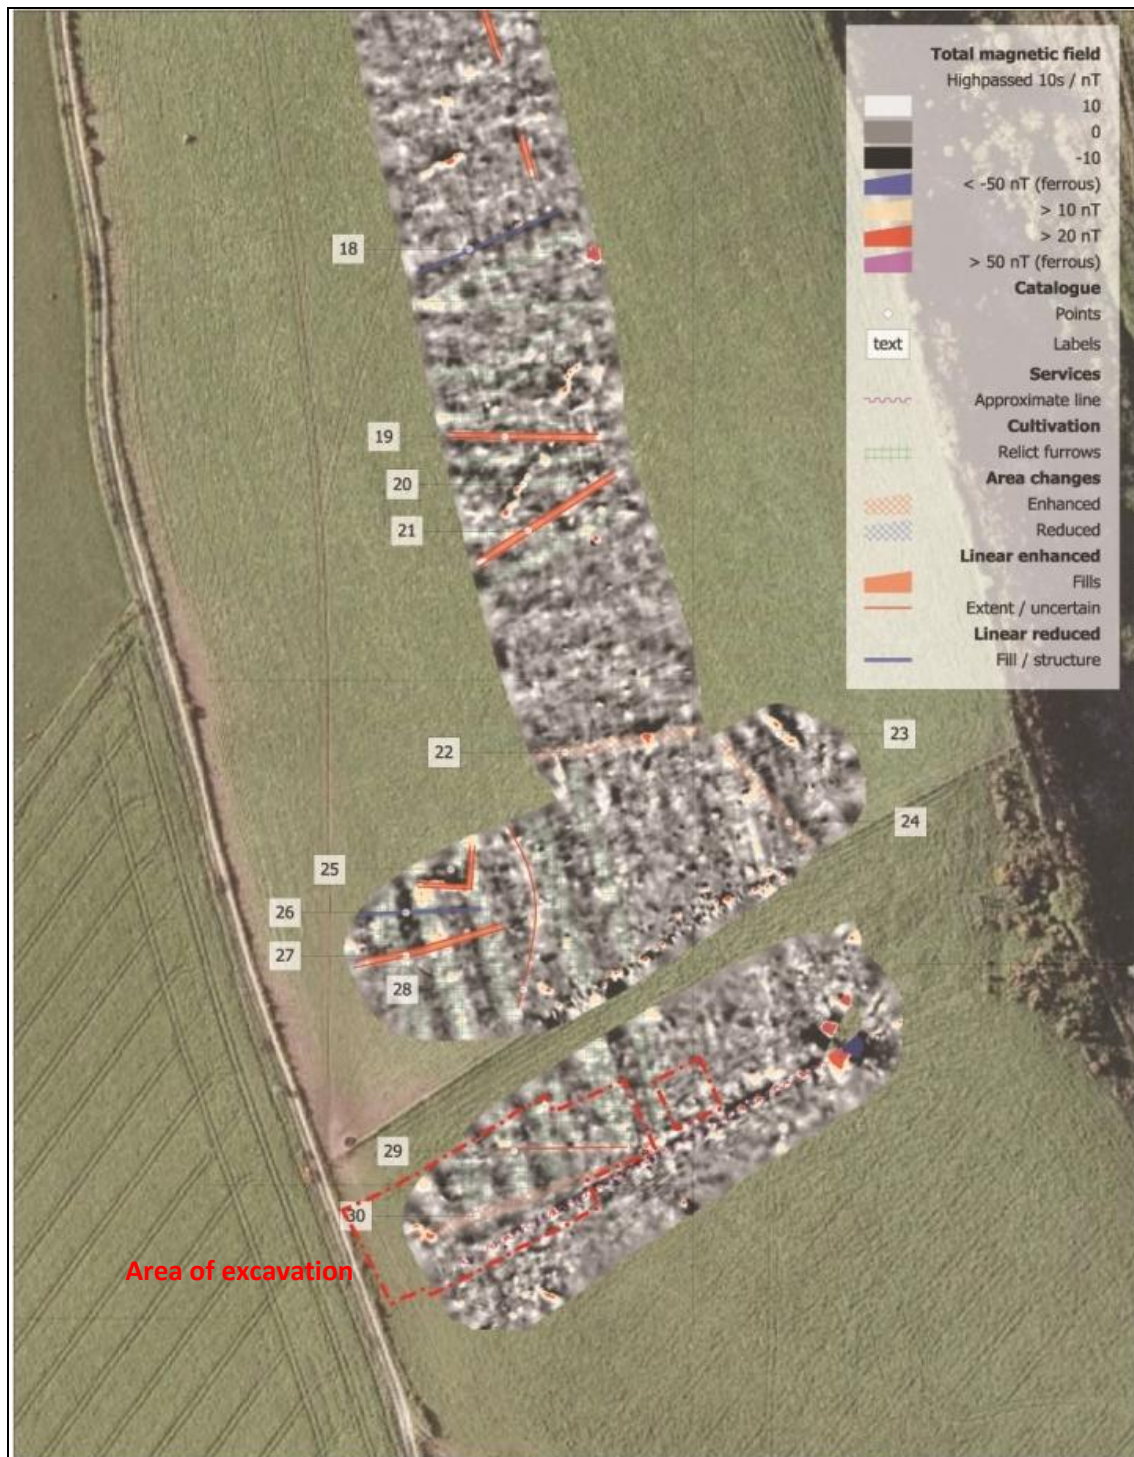 Total magnetic field
Highpassed 10s / nT
10
0
-10
< -50 nT (ferrous)
> 10 nT
> 20 nT
> 50 nT (ferrous)
Catalogue
Points
text
Labels
Services
Approximate line
Cultivation
Relict furrows
Area changes
Enhanced
Reduced
Linear enhanced
Fills
Extent / uncertain
Linear reduced
Fill / structure
18
19
20
21
22
23
24
25
26
27
28
29
30
Area of excavation